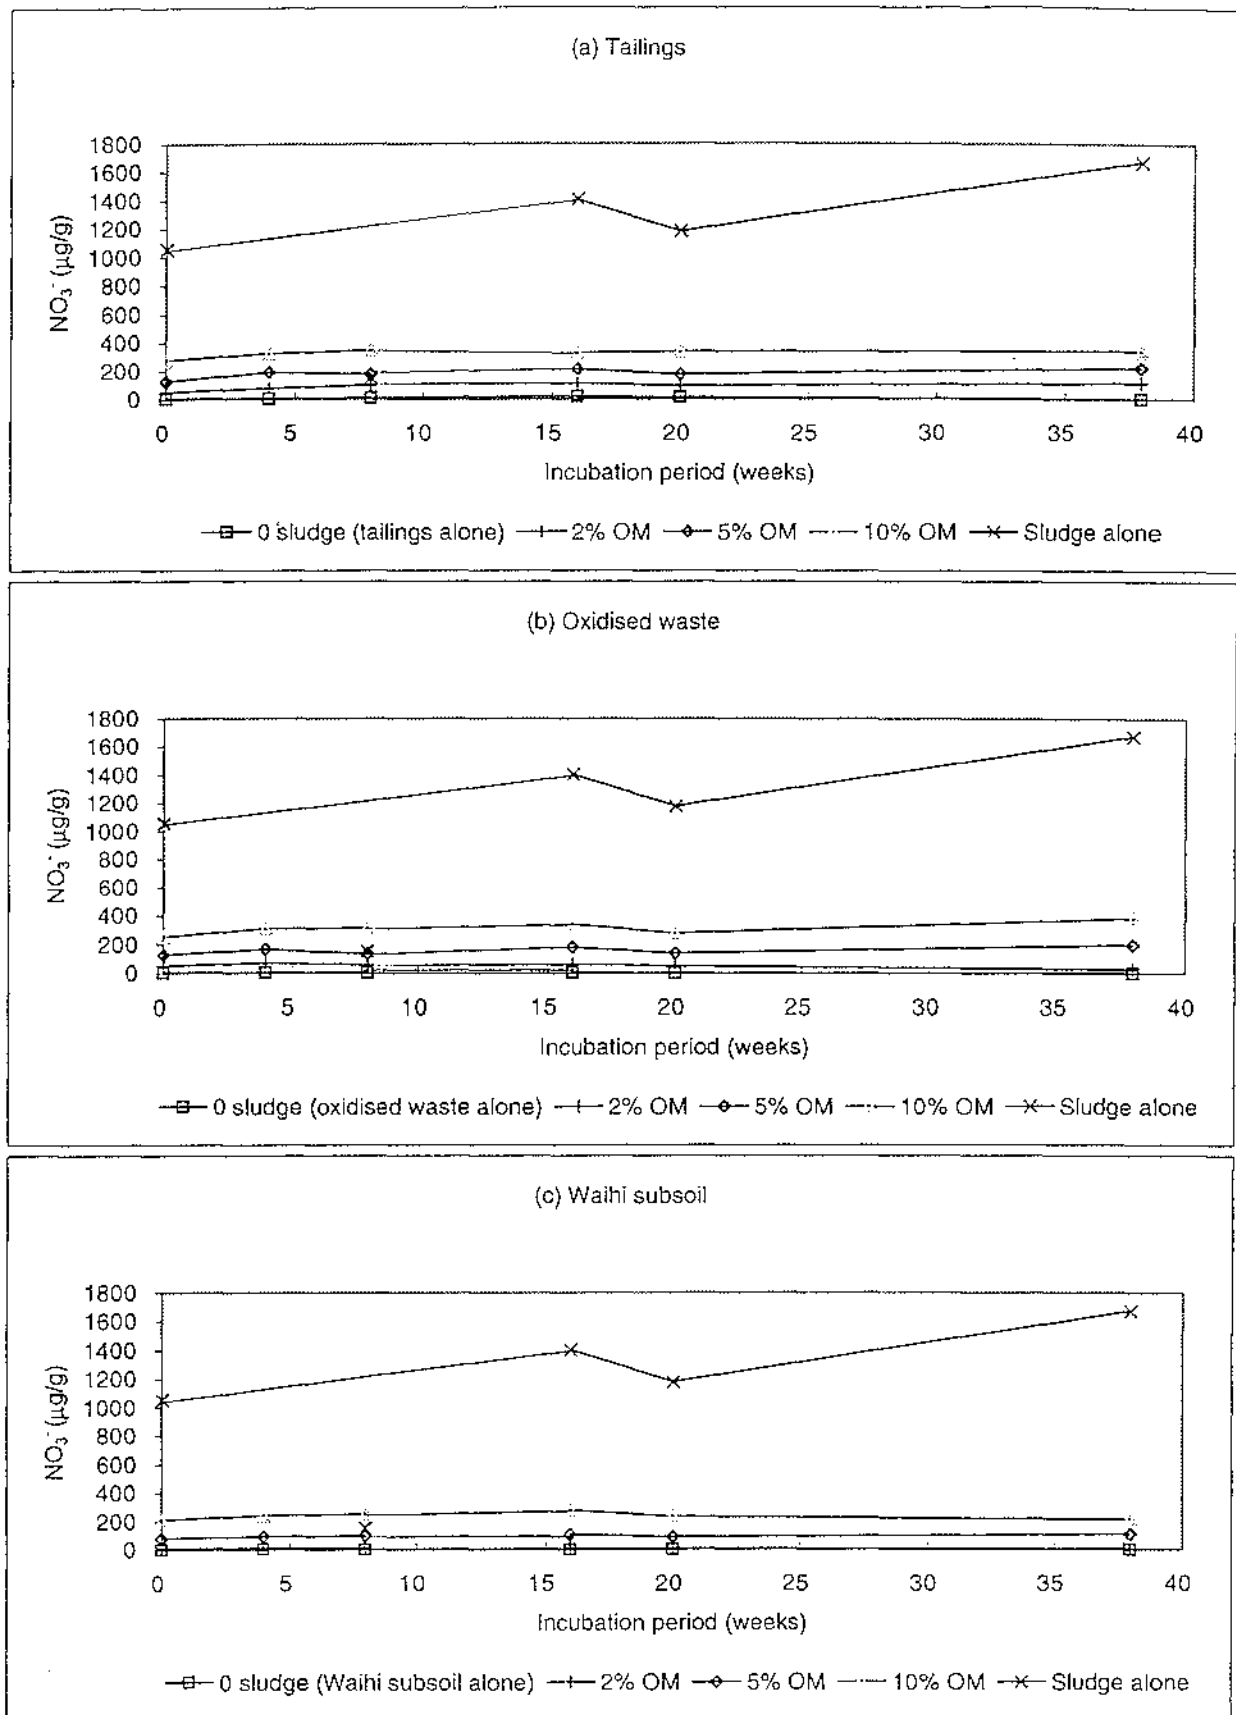 (a) Tailings
1800
1600
1400
1200
1000
800
600
400
200
0
NO₃⁻ (µg/g)
0 5 10 15 20 25 30 35 40
Incubation period (weeks)
0 sludge (tailings alone) 2% OM 5% OM 10% OM Sludge alone
(b) Oxidised waste
1800
1600
1400
1200
1000
800
600
400
200
0
NO₃⁻ (µg/g)
0 5 10 15 20 25 30 35 40
Incubation period (weeks)
0 sludge (oxidised waste alone) 2% OM 5% OM 10% OM Sludge alone
(c) Waihi subsoil
1800
1600
1400
1200
1000
800
600
400
200
0
NO₃⁻ (µg/g)
0 5 10 15 20 25 30 35 40
Incubation period (weeks)
0 sludge (Waihi subsoil alone) 2% OM 5% OM 10% OM Sludge alone